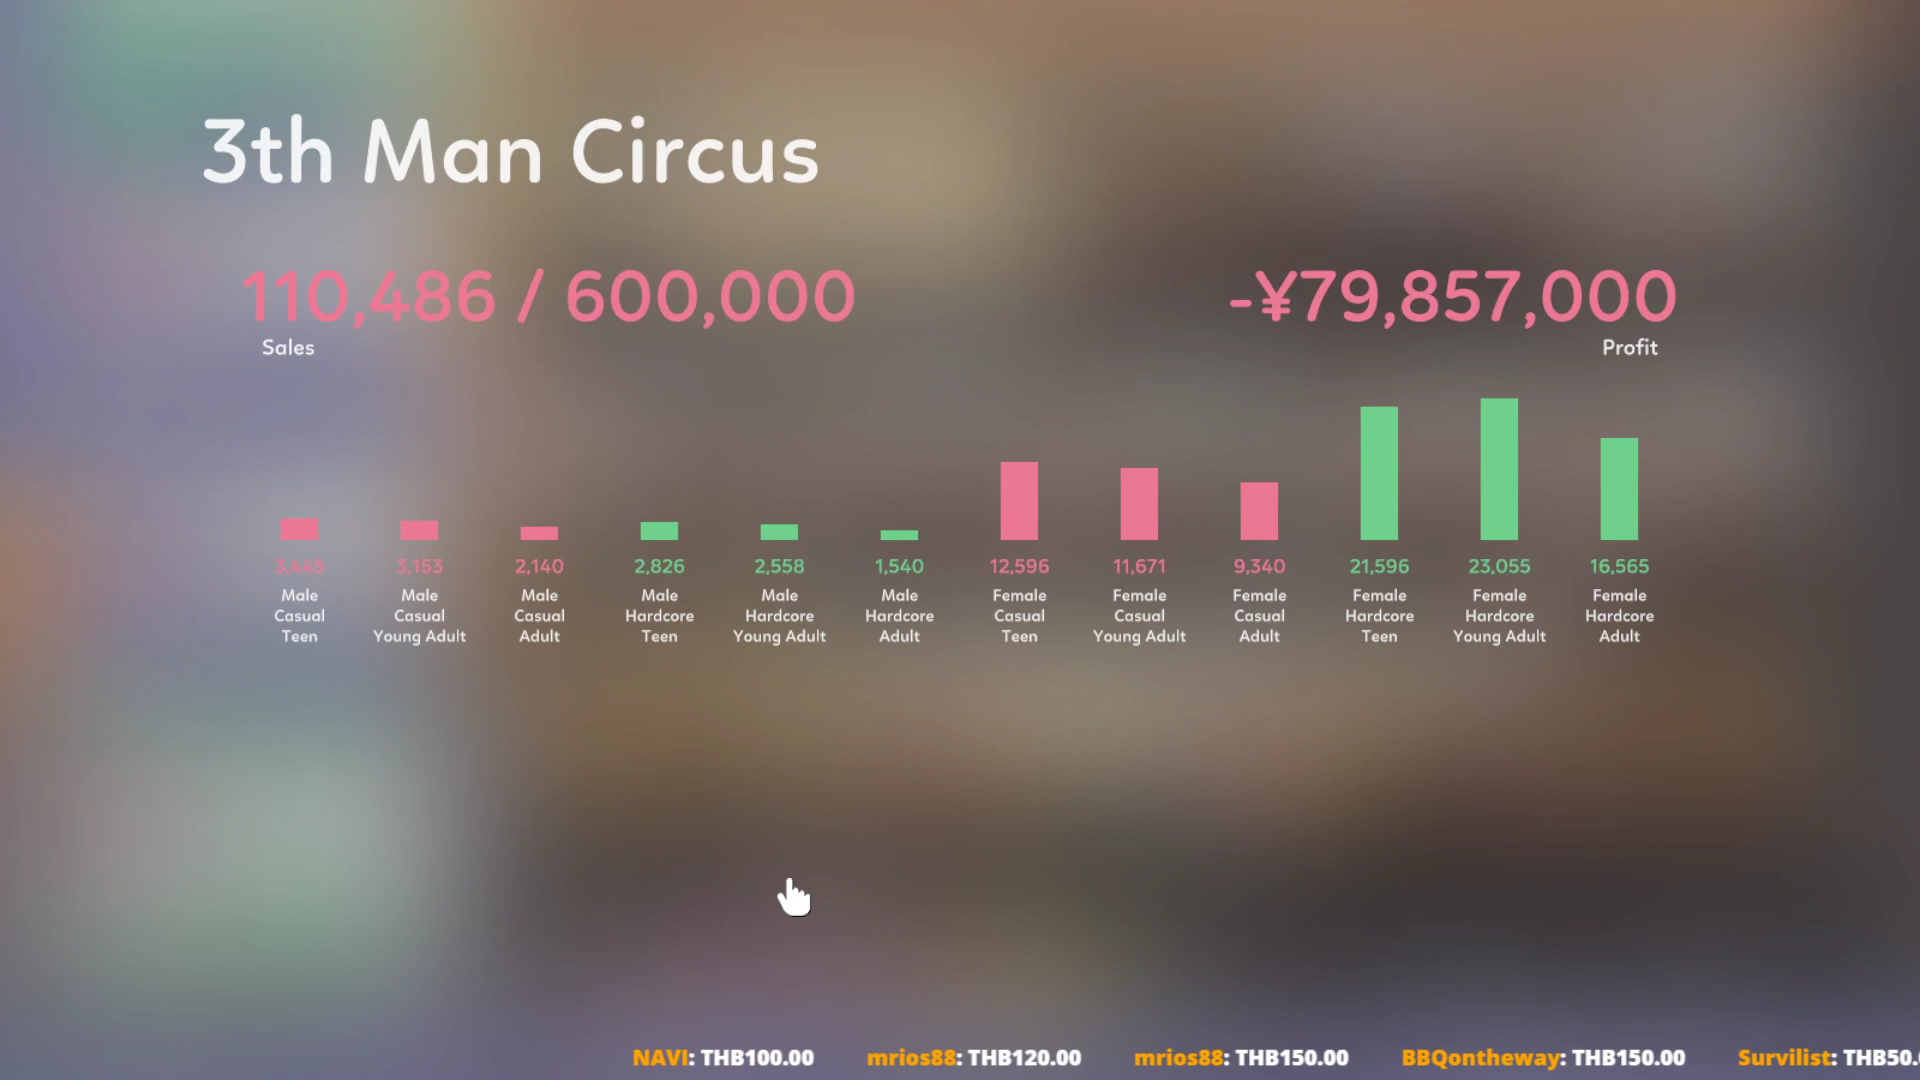 3th Man Circus
110,486 / 600,000
Sales
-¥79,857,000
Profit
3,445
Male
Casual
Teen
3,153
Male
Casual
Young Adult
2,140
Male
Casual
Adult
2,826
Male
Hardcore
Teen
2,558
Male
Hardcore
Young Adult
1,540
Male
Hardcore
Adult
12,596
Female
Casual
Teen
11,671
Female
Casual
Young Adult
9,340
Female
Casual
Adult
21,596
Female
Hardcore
Teen
23,055
Female
Hardcore
Young Adult
16,565
Female
Hardcore
Adult
NAVI: THB100.00 mrios88: THB120.00 mrios88: THB150.00 BBQontheway: THB150.00 Survilist: THB50.